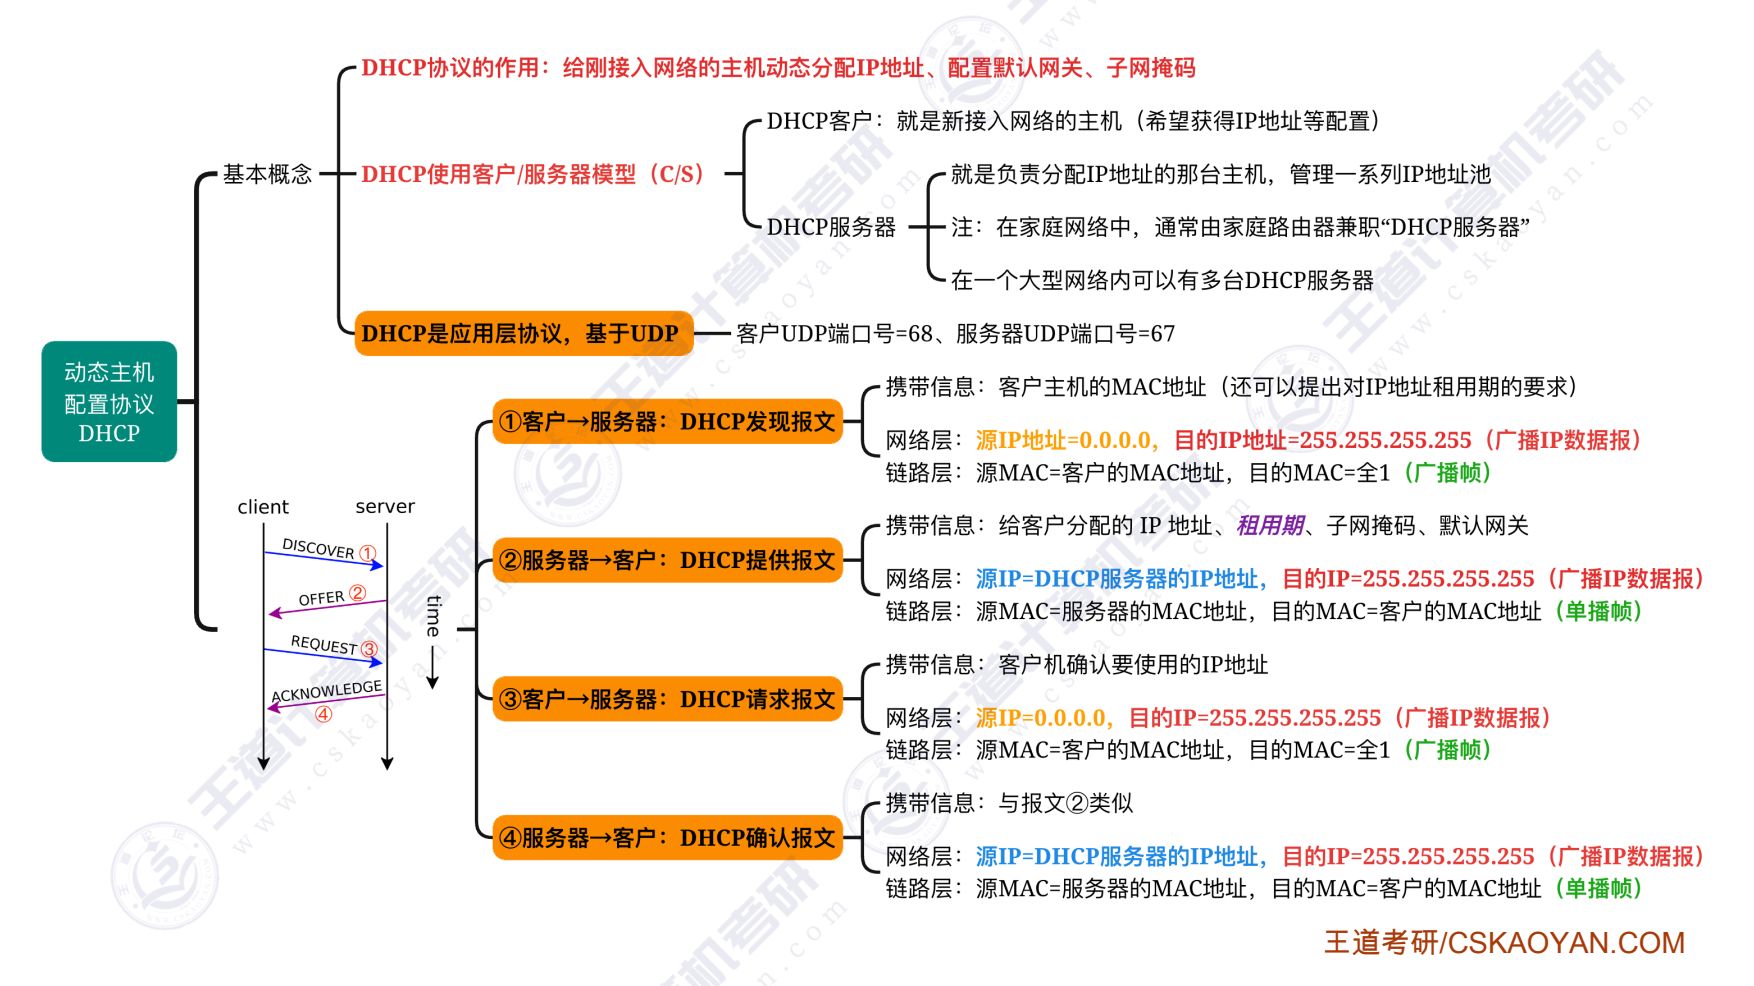 DHCP协议的作用：给刚接入网络的主机动态分配IP地址、配置默认网关、子网掩码
DHCP客户：就是新接入网络的主机（希望获得IP地址等配置）
基本概念
DHCP使用客户/服务器模型（C/S）
就是负责分配IP地址的那台主机，管理一系列IP地址池
DHCP服务器
注：在家庭网络中，通常由家庭路由器兼职“DHCP服务器”
在一个大型网络内可以有多台DHCP服务器
DHCP是应用层协议，基于UDP
客户UDP端口号=68、服务器UDP端口号=67
动态主机
配置协议
DHCP
①客户→服务器：DHCP发现报文
携带信息：客户主机的MAC地址（还可以提出对IP地址租用期的要求）
网络层：源IP地址=0.0.0.0，目的IP地址=255.255.255.255（广播IP数据报）
链路层：源MAC=客户的MAC地址，目的MAC=全1（广播帧）
client
server
DISCOVER ①
OFFER ②
REQUEST ③
ACKNOWLEDGE
④
time
②服务器→客户：DHCP提供报文
携带信息：给客户分配的 IP 地址、租用期、子网掩码、默认网关
网络层：源IP=DHCP服务器的IP地址，目的IP=255.255.255.255（广播IP数据报）
链路层：源MAC=服务器的MAC地址，目的MAC=客户的MAC地址（单播帧）
③客户→服务器：DHCP请求报文
携带信息：客户机确认要使用的IP地址
网络层：源IP=0.0.0.0，目的IP=255.255.255.255（广播IP数据报）
链路层：源MAC=客户的MAC地址，目的MAC=全1（广播帧）
④服务器→客户：DHCP确认报文
携带信息：与报文②类似
网络层：源IP=DHCP服务器的IP地址，目的IP=255.255.255.255（广播IP数据报）
链路层：源MAC=服务器的MAC地址，目的MAC=客户的MAC地址（单播帧）
王道考研/CSKAOYAN.COM
王道计算机考研
www.cskaoyan.com